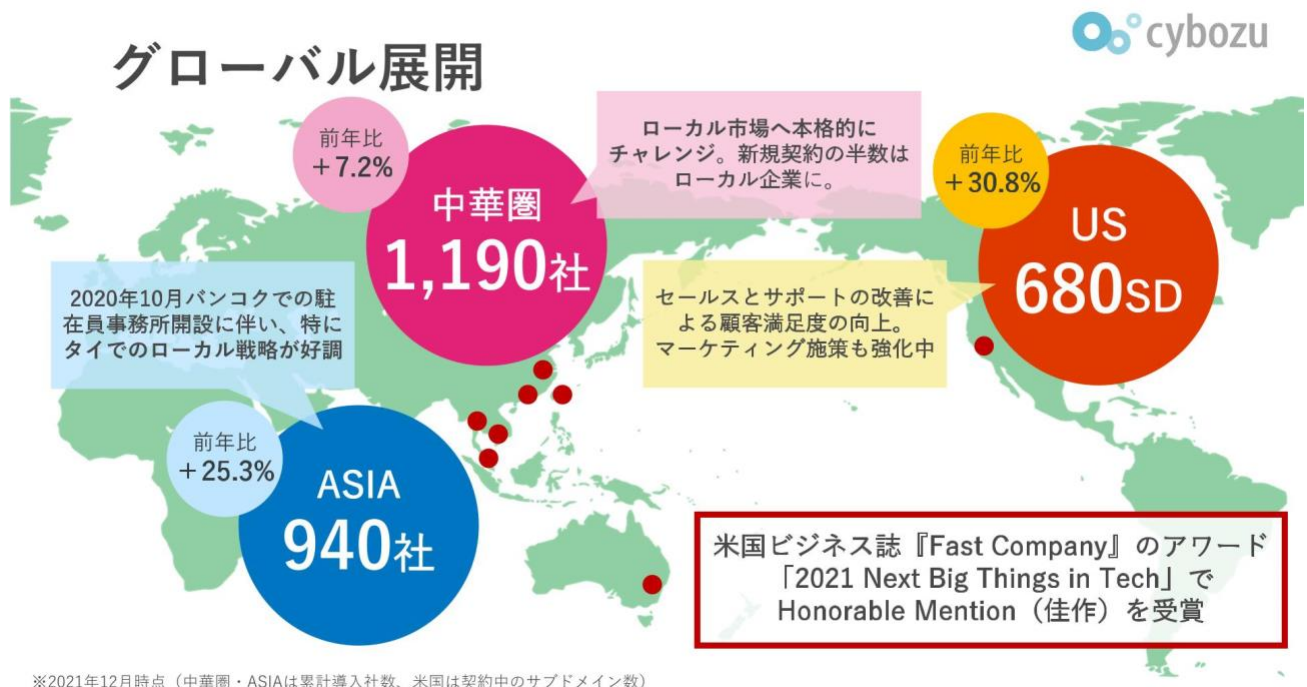 グローバル展開
cybozu
前年比
+7.2%
中華圏
1,190社
ローカル市場へ本格的に
チャレンジ。新規契約の半数は
ローカル企業に。
前年比
+30.8%
US
680SD
セールスとサポートの改善に
よる顧客満足度の向上。
マーケティング施策も強化中
2020年10月バンコクでの駐
在員事務所開設に伴い、特に
タイでのローカル戦略が好調
前年比
+25.3%
ASIA
940社
米国ビジネス誌『Fast Company』のアワード
「2021 Next Big Things in Tech」で
Honorable Mention（佳作）を受賞
※2021年12月時点（中華圏・ASIAは累計導入社数、米国は契約中のサブドメイン数）